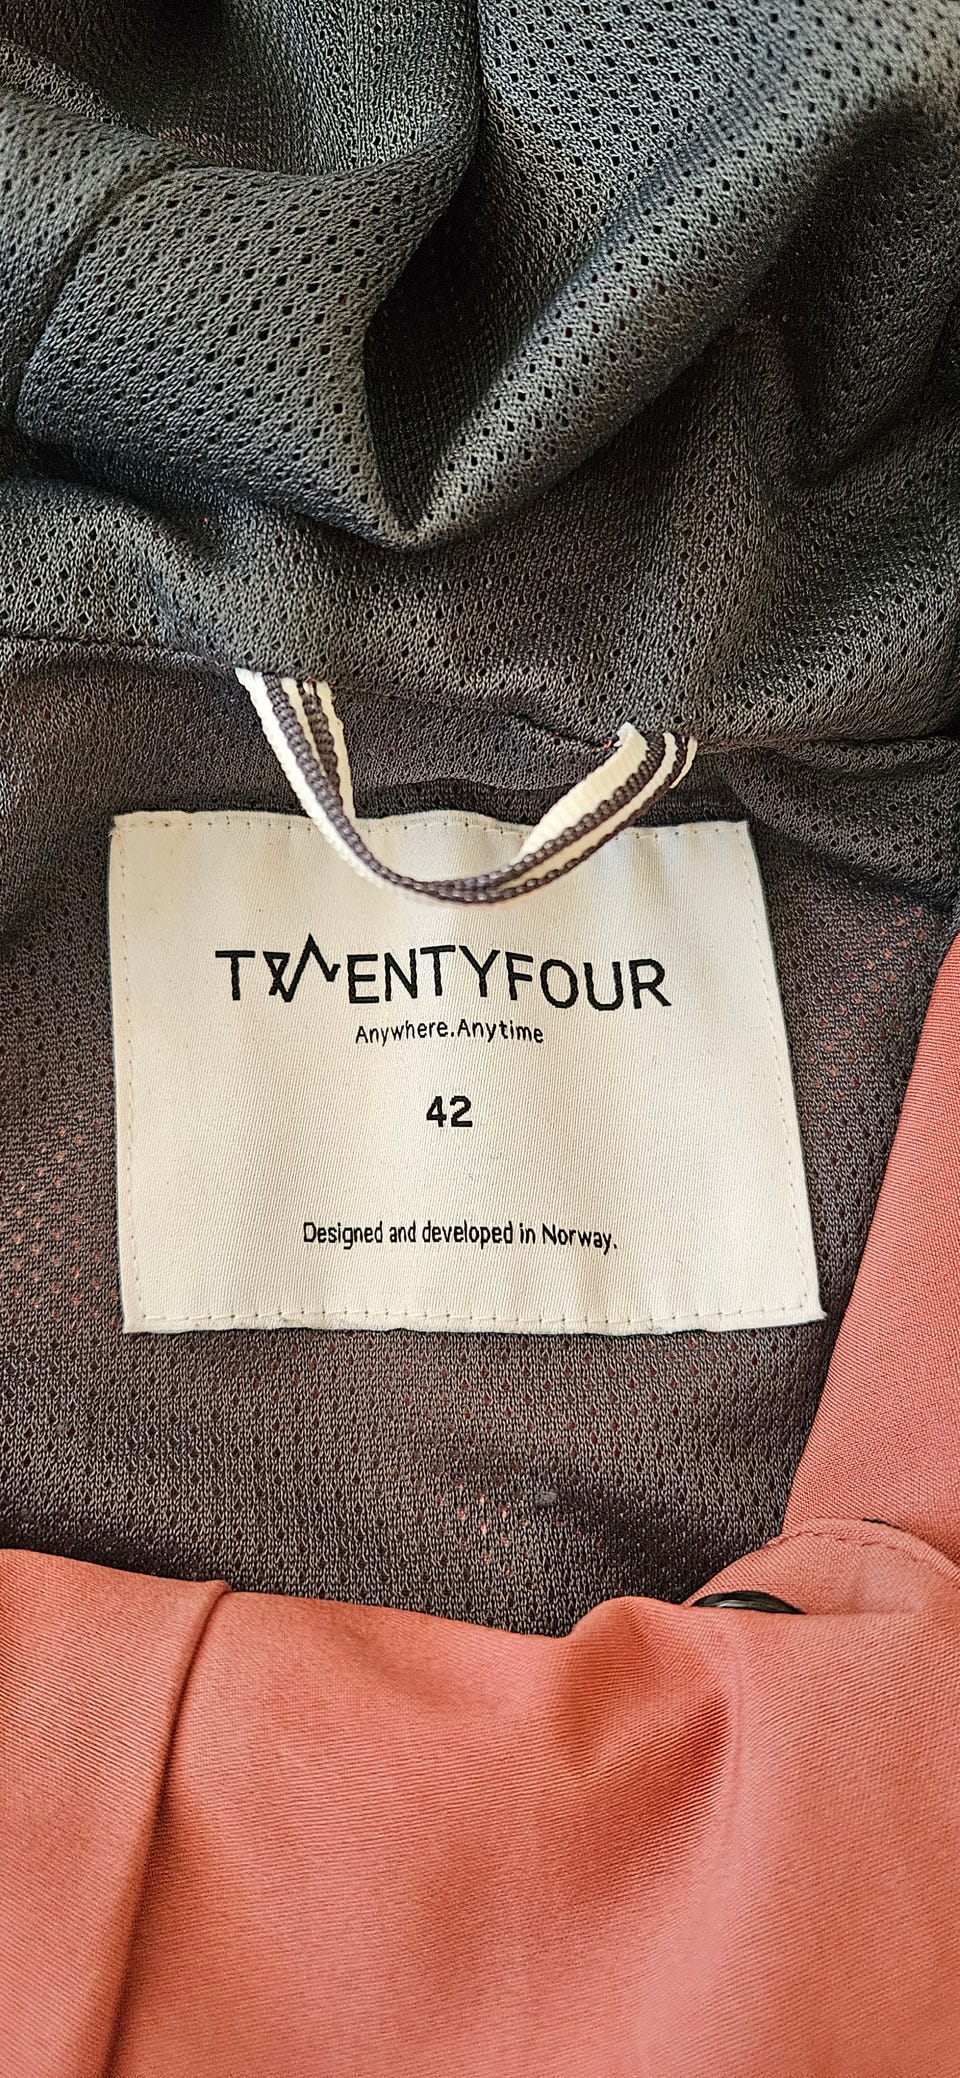 TWENTYFOUR
Anywhere.Anytime
42
Designed and developed in Norway.